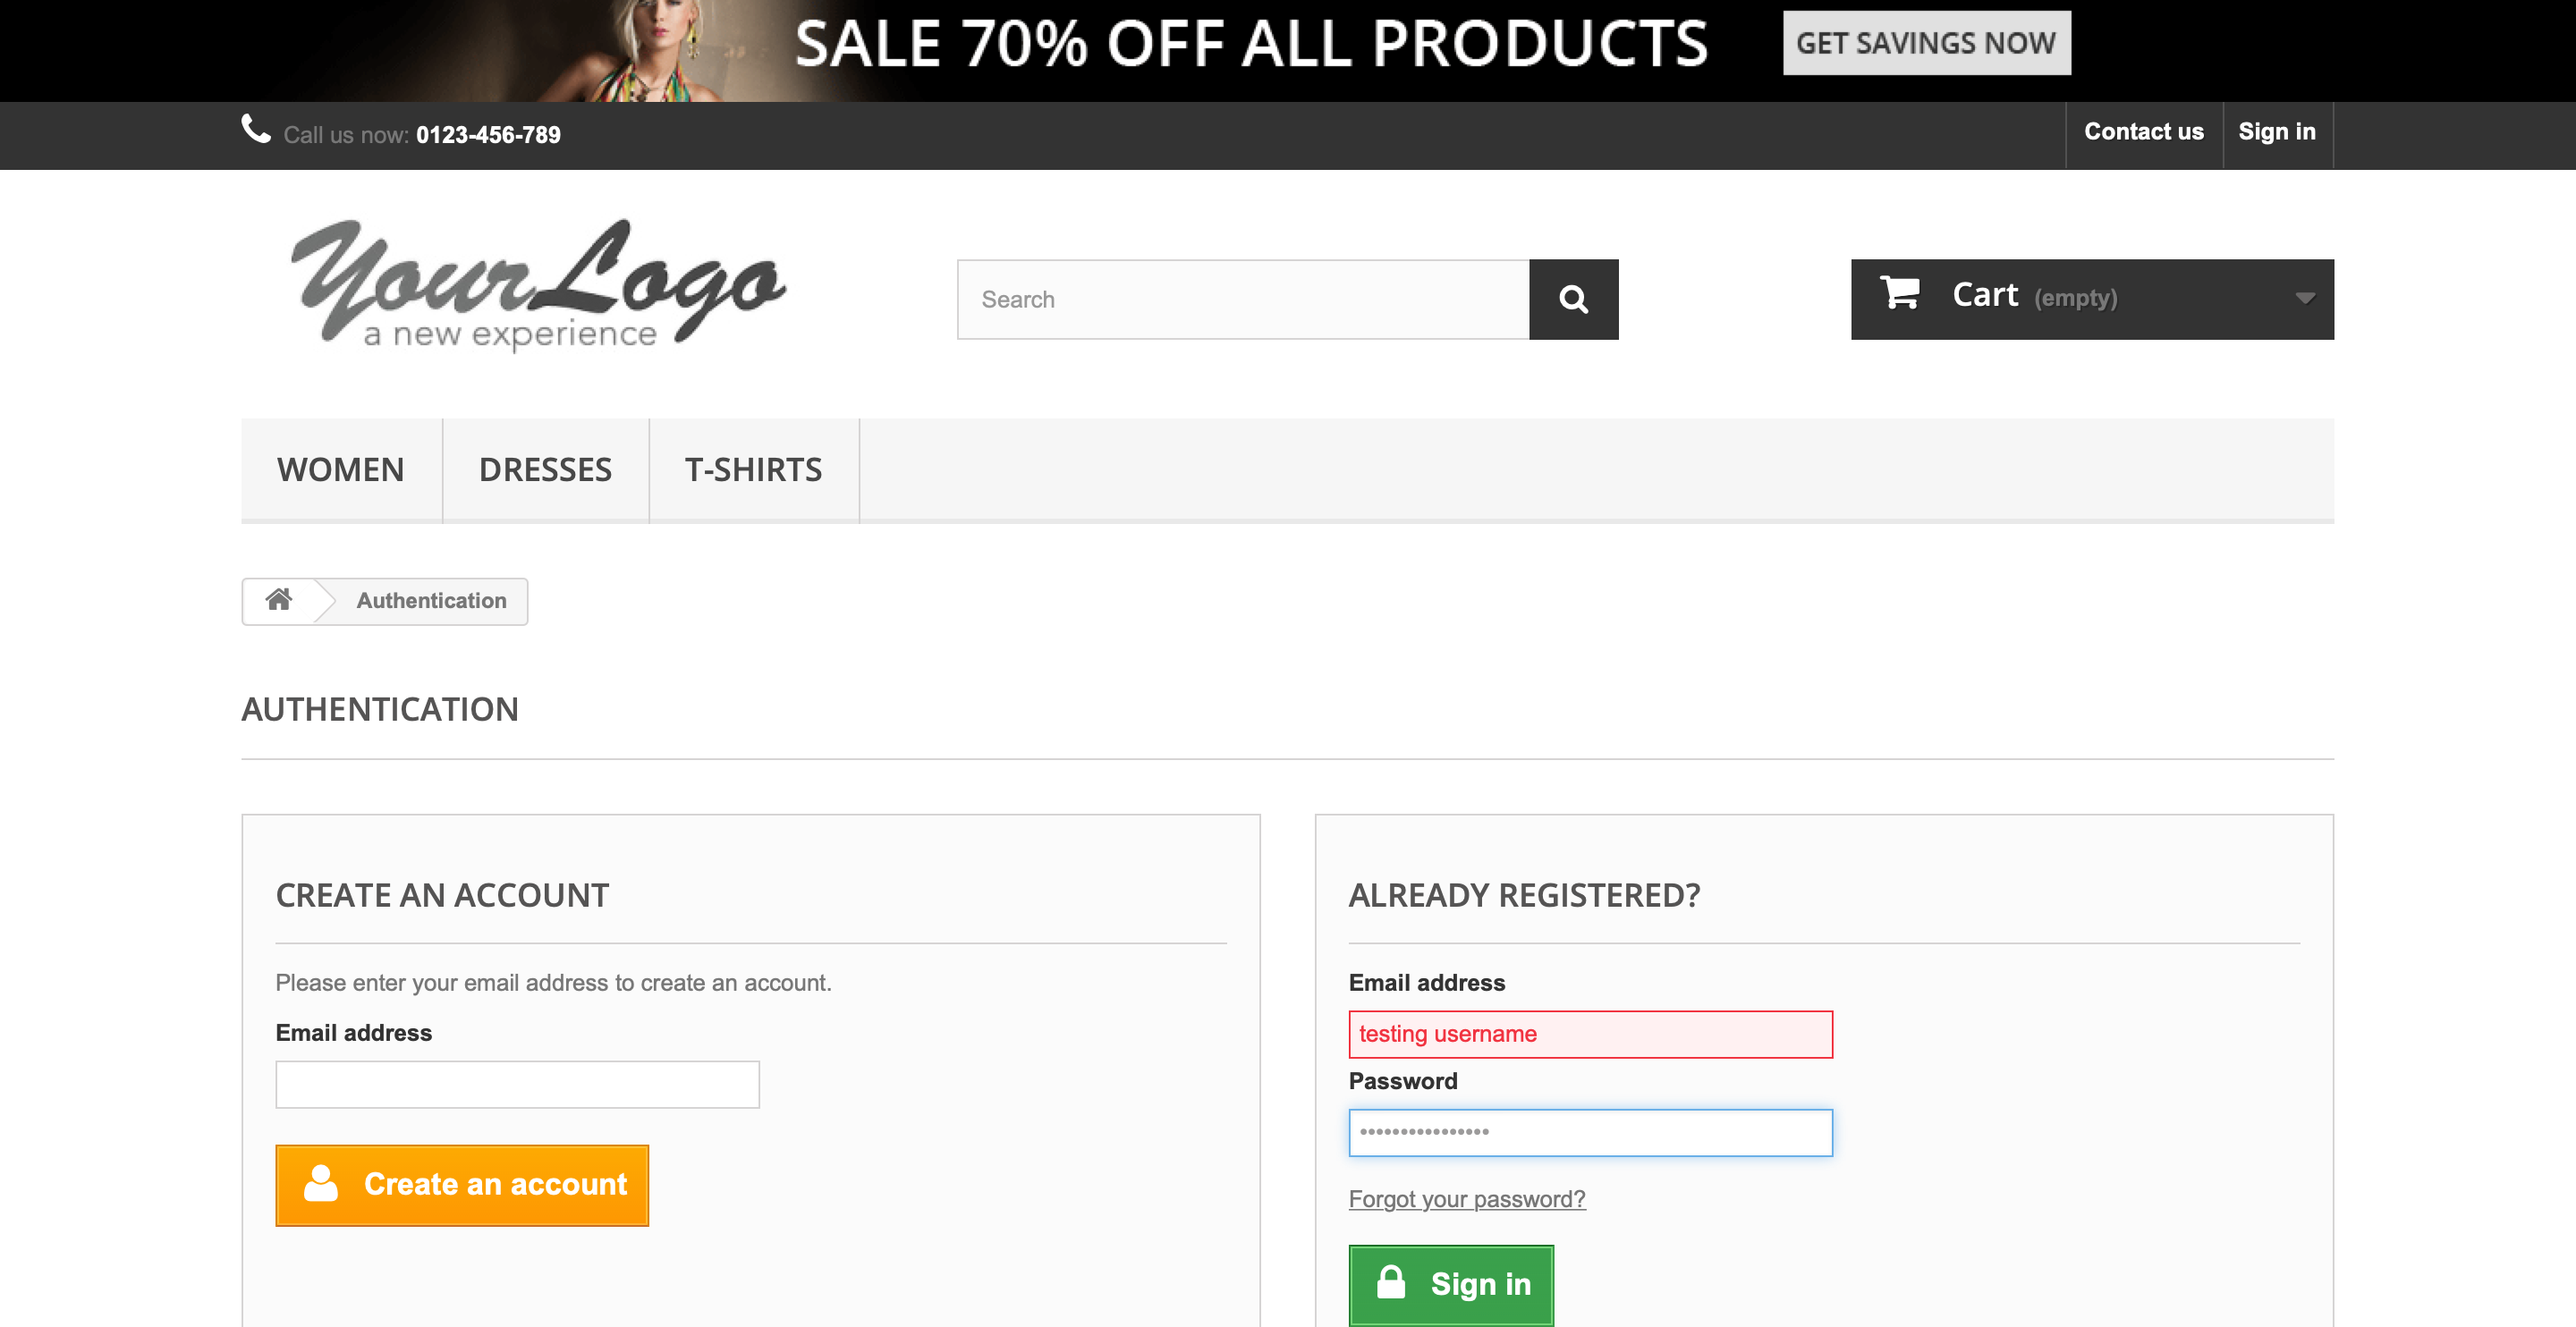 SALE 70% OFF ALL PRODUCTS
GET SAVINGS NOW
Call us now: 0123-456-789
Contact us
Sign in
Your Logo
a new experience
Search
Cart (empty)
WOMEN
DRESSES
T-SHIRTS
Authentication
AUTHENTICATION
CREATE AN ACCOUNT
Please enter your email address to create an account.
Email address
Create an account
ALREADY REGISTERED?
Email address
testing username
Password
••••••••••••••••
Forgot your password?
Sign in